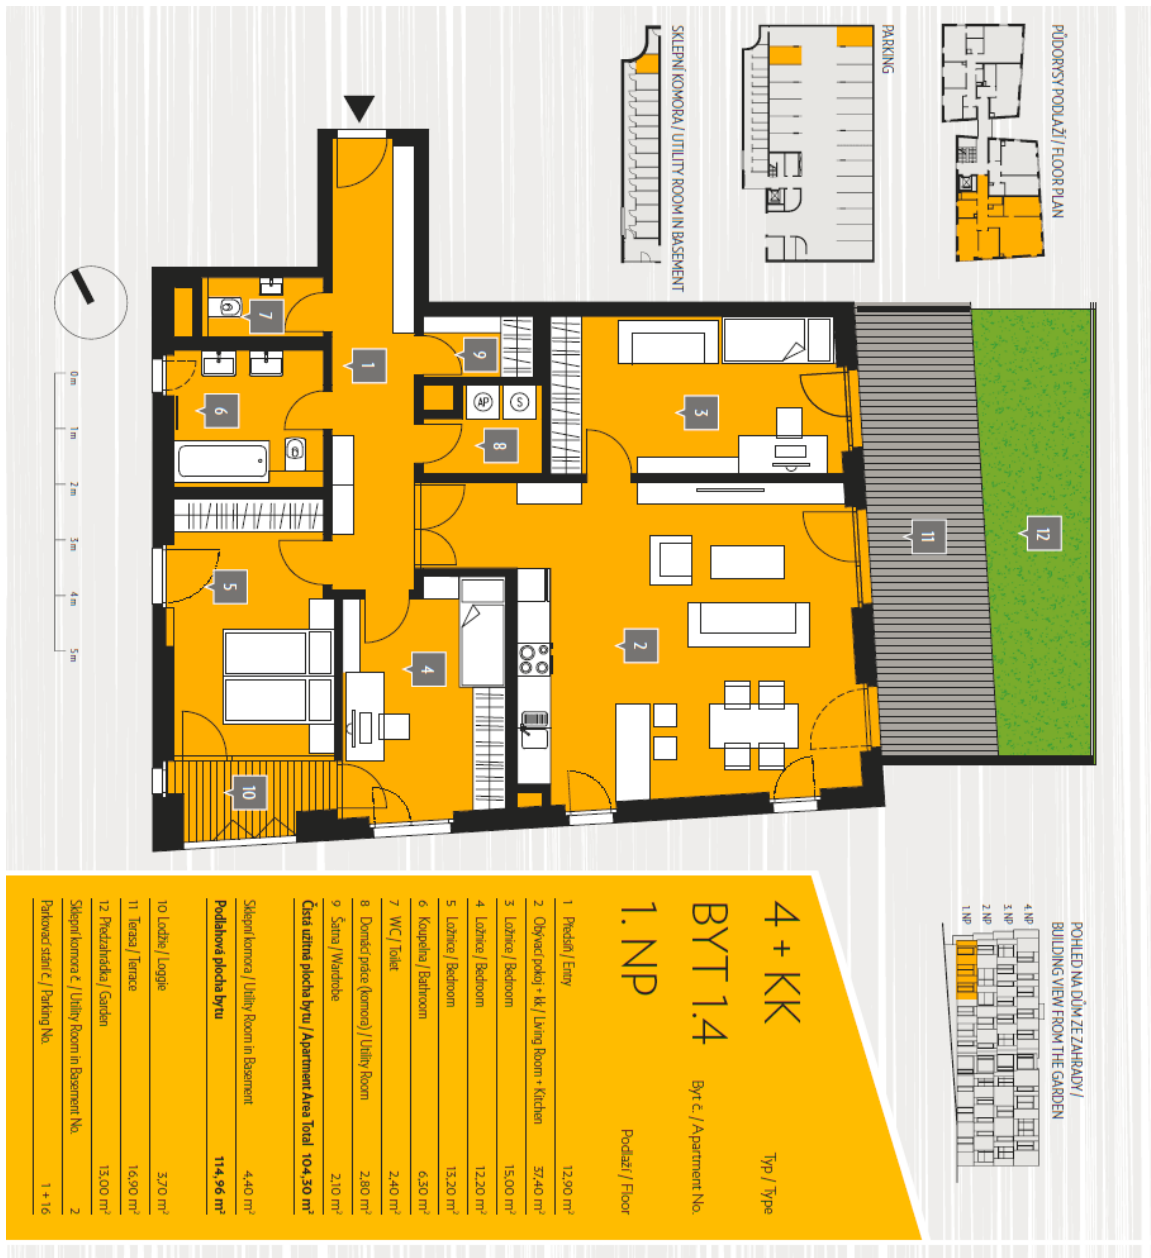 PŮDORYSY PODLAŽÍ / FLOOR PLAN
PARKING
SKLEPNÍ KOMORA / UTILITY ROOM IN BASEMENT
1
2
3
4
5
6
7
8
9
10
11
12
AP
S
0 m
1 m
2 m
3 m
4 m
5 m
POHLED NA DŮM ZE ZAHRADY /
BUILDING VIEW FROM THE GARDEN
4. NP
3. NP
2. NP
1. NP
4 + KK Typ / Type
BYT 1.4 Byt č. / Apartment No.
1. NP Podlaží / Floor
1 Předsíň / Entry 12,90 m²
2 Obývací pokoj + kk / Living Room + Kitchen 37,40 m²
3 Ložnice / Bedroom 15,00 m²
4 Ložnice / Bedroom 12,20 m²
5 Ložnice / Bedroom 13,20 m²
6 Koupelna / Bathroom 6,30 m²
7 WC / Toilet 2,40 m²
8 Domácí práce (komora) / Utility Room 2,80 m²
9 Šatna / Wardrobe 2,10 m²
Čistá užitná plocha bytu / Apartment Area Total 104,30 m²
Sklepní komora / Utility Room in Basement 4,40 m²
Podlahová plocha bytu 114,96 m²
10 Lodžie / Loggie 3,70 m²
11 Terasa / Terrace 16,90 m²
12 Předzahrádka / Garden 13,00 m²
Sklepní komora č. / Utility Room in Basement No. 2
Parkovací stání č. / Parking No. 1 + 16